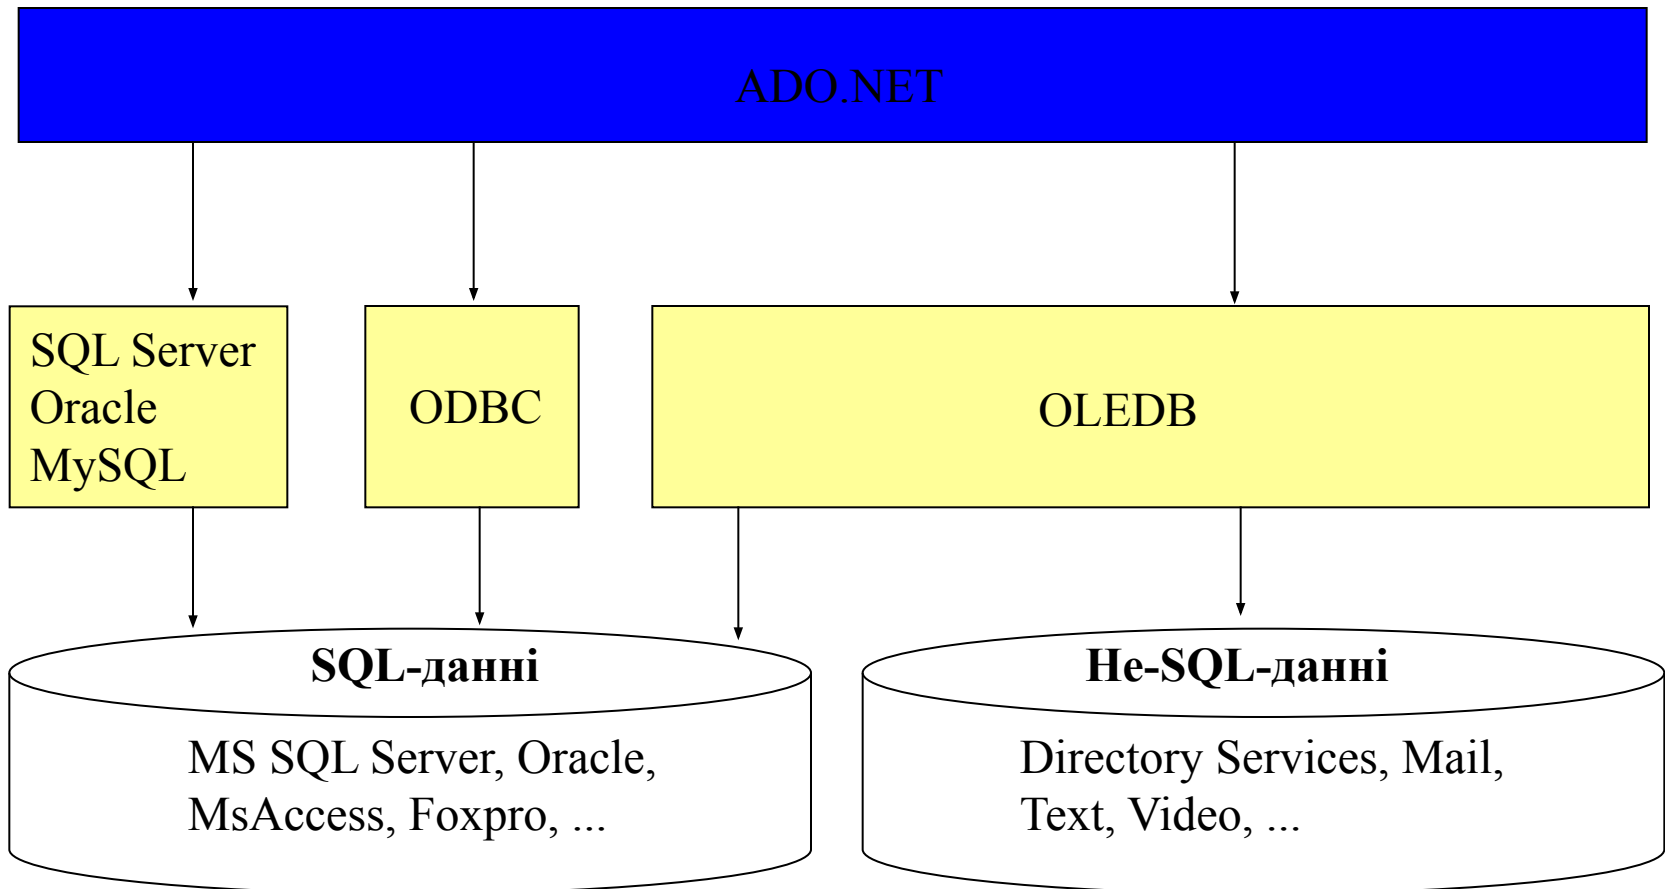 ADO.NET
SQL Server
Oracle
MySQL
ODBC
OLEDB
SQL-данні
MS SQL Server, Oracle,
MsAccess, Foxpro, ...
Не-SQL-данні
Directory Services, Mail,
Text, Video, ...